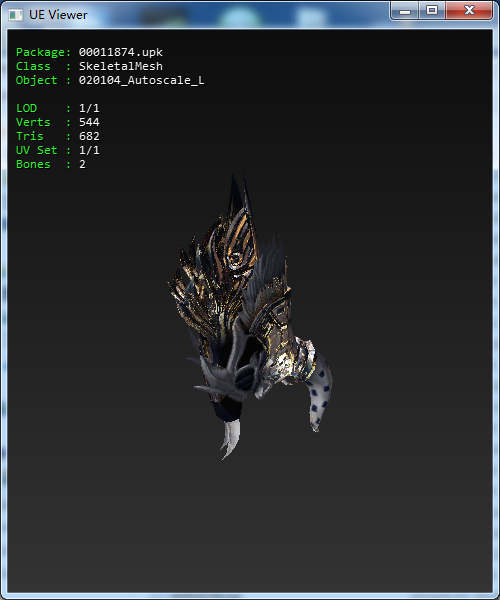 UE Viewer
Package: 00011874.upk
Class  : SkeletalMesh
Object : 020104_Autoscale_L
LOD    : 1/1
Verts  : 544
Tris   : 682
UV Set : 1/1
Bones  : 2